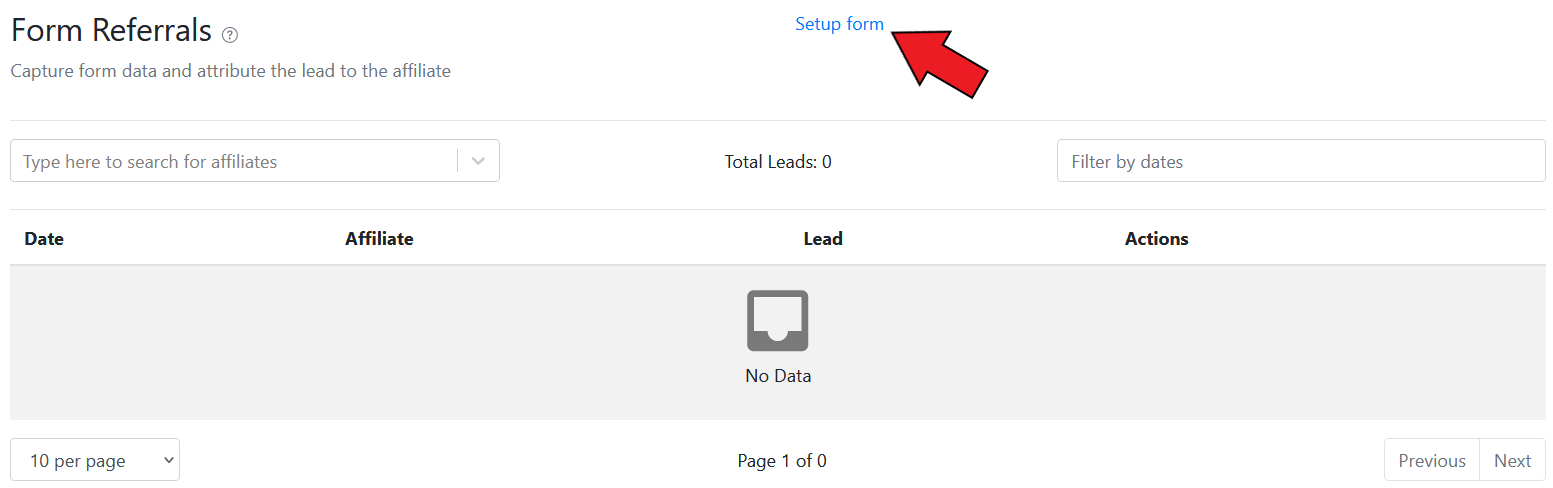 Form Referrals ?
Setup form
Capture form data and attribute the lead to the affiliate
Type here to search for affiliates
Total Leads: 0
Filter by dates
Date Affiliate Lead Actions
No Data
10 per page
Page 1 of 0
Previous Next